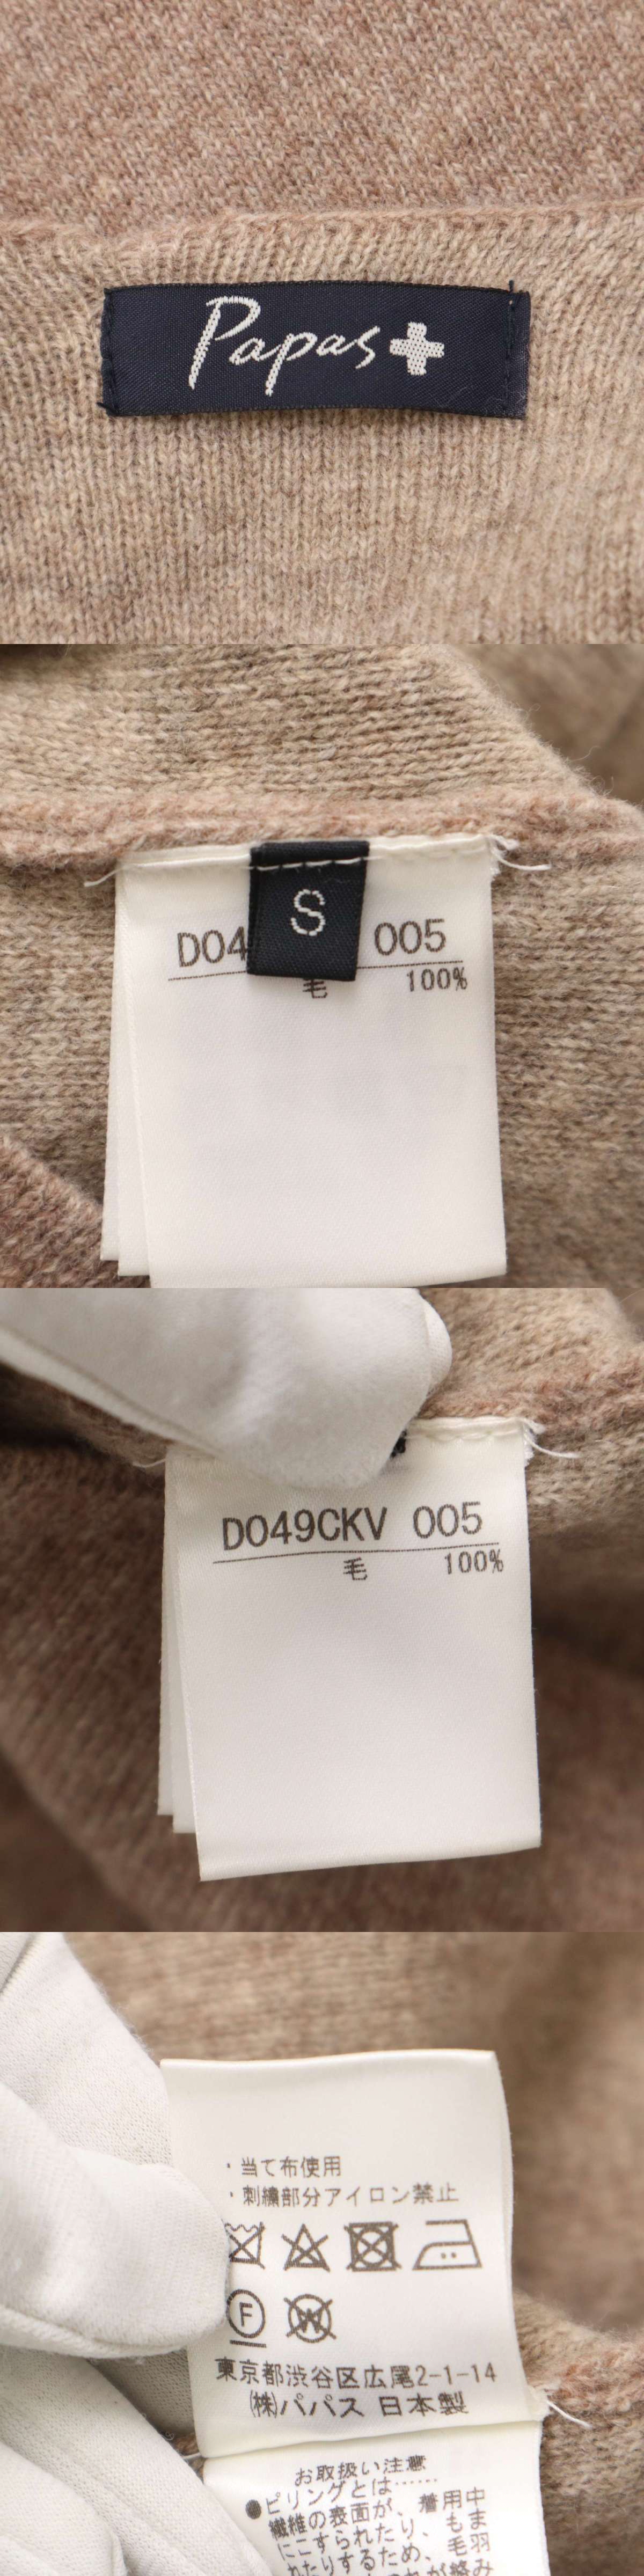 Papas+
S
D04 005
毛 100%
D049CKV 005
毛 100%
・当て布使用
・刺繍部分アイロン禁止
F W
東京都渋谷区広尾2-1-14
㈱パパス 日本製
お取扱い注意
●ピリングとは……
繊維の表面が、着用中
にこすられたり、もま
れたりするため、毛羽